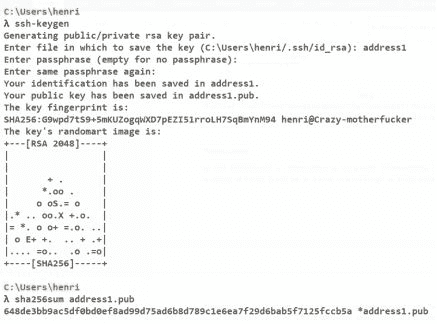 C:\Users\henri
λ ssh-keygen
Generating public/private rsa key pair.
Enter file in which to save the key (C:\Users\henri/.ssh/id_rsa): address1
Enter passphrase (empty for no passphrase):
Enter same passphrase again:
Your identification has been saved in address1.
Your public key has been saved in address1.pub.
The key fingerprint is:
SHA256:G9wpd7tS9+5mKUZogqWXD7pEZI51rroLH7SqBmYnM94 henri@Crazy-motherfucker
The key's randomart image is:
+---[RSA 2048]----+
|                 |
|                 |
|       + .       |
|      *.oo .     |
|     o oS.= o    |
|.* .. oo.X +.o.  |
|= *. o o+ =.o. ..|
| o E+ +.  .. + .+|
|.... =o..  .o .=o|
+----[SHA256]-----+
C:\Users\henri
λ sha256sum address1.pub
648de3bb9ac5df0bd0ef8ad99d75ad6b8d789c1e6ea7f29d6bab5f7125fccb5a *address1.pub